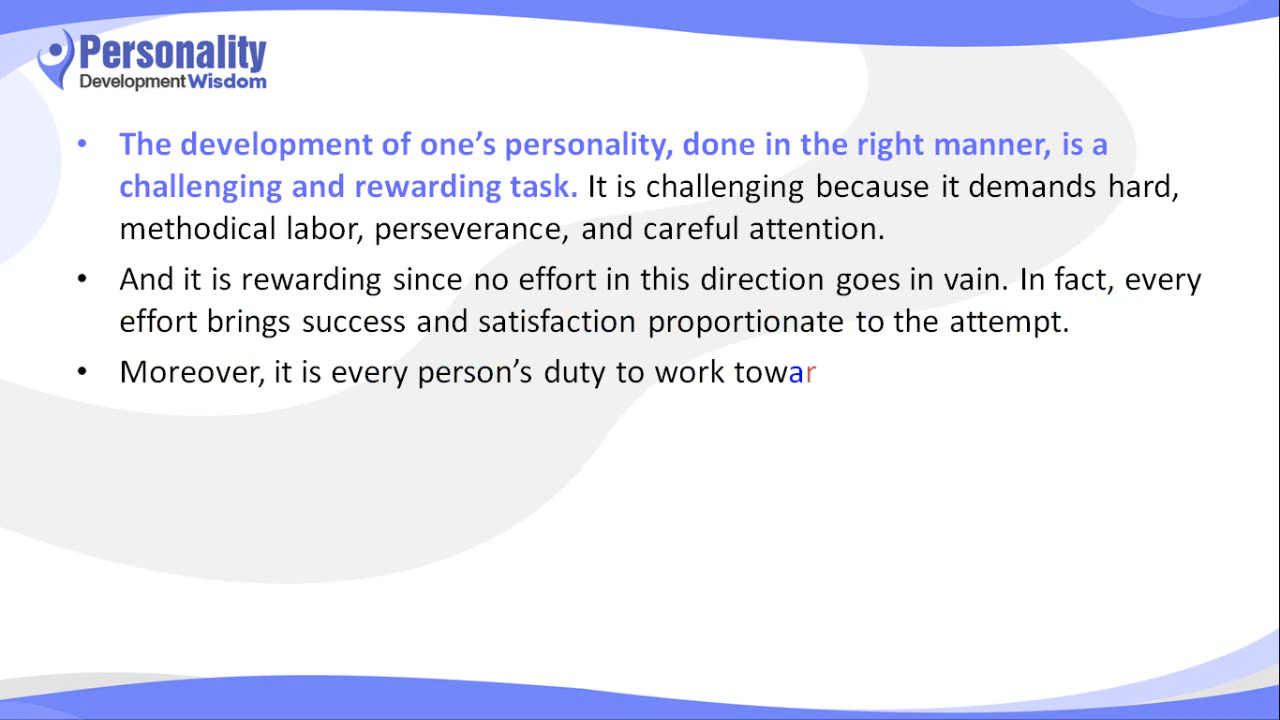 Personality
Development Wisdom
• The development of one’s personality, done in the right manner, is a
challenging and rewarding task. It is challenging because it demands hard,
methodical labor, perseverance, and careful attention.
• And it is rewarding since no effort in this direction goes in vain. In fact, every
effort brings success and satisfaction proportionate to the attempt.
• Moreover, it is every person’s duty to work towar